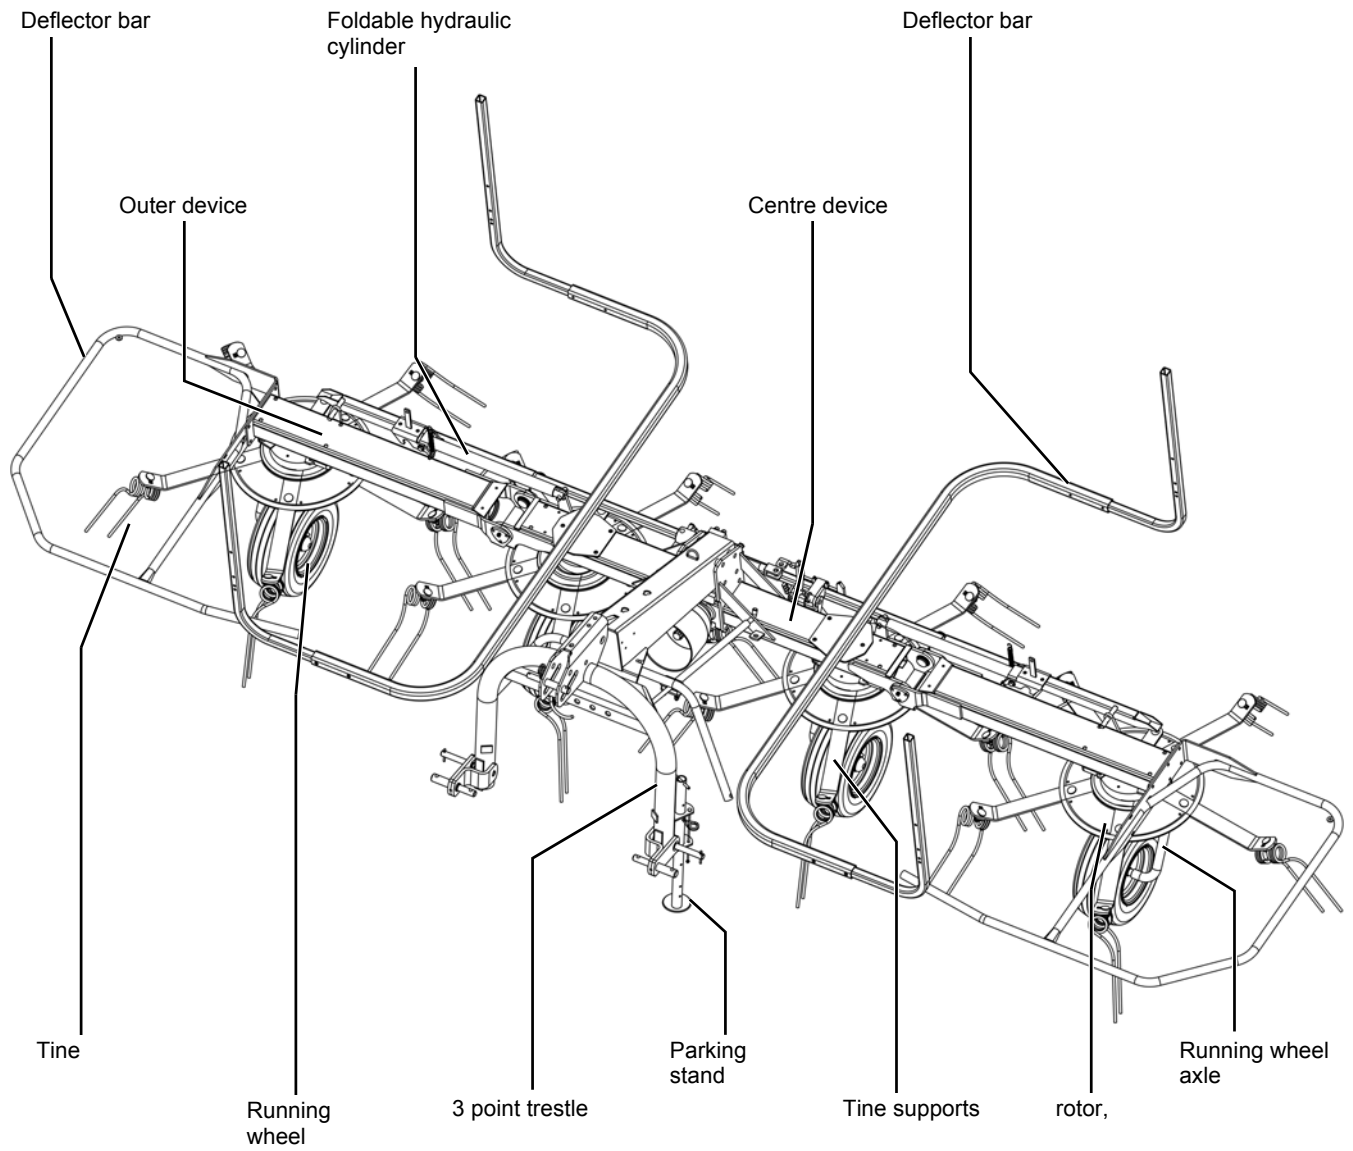 Deflector bar
Foldable hydraulic
cylinder
Deflector bar
Outer device
Centre device
Tine
Parking
stand
Running wheel
axle
Running
wheel
3 point trestle
Tine supports
rotor,